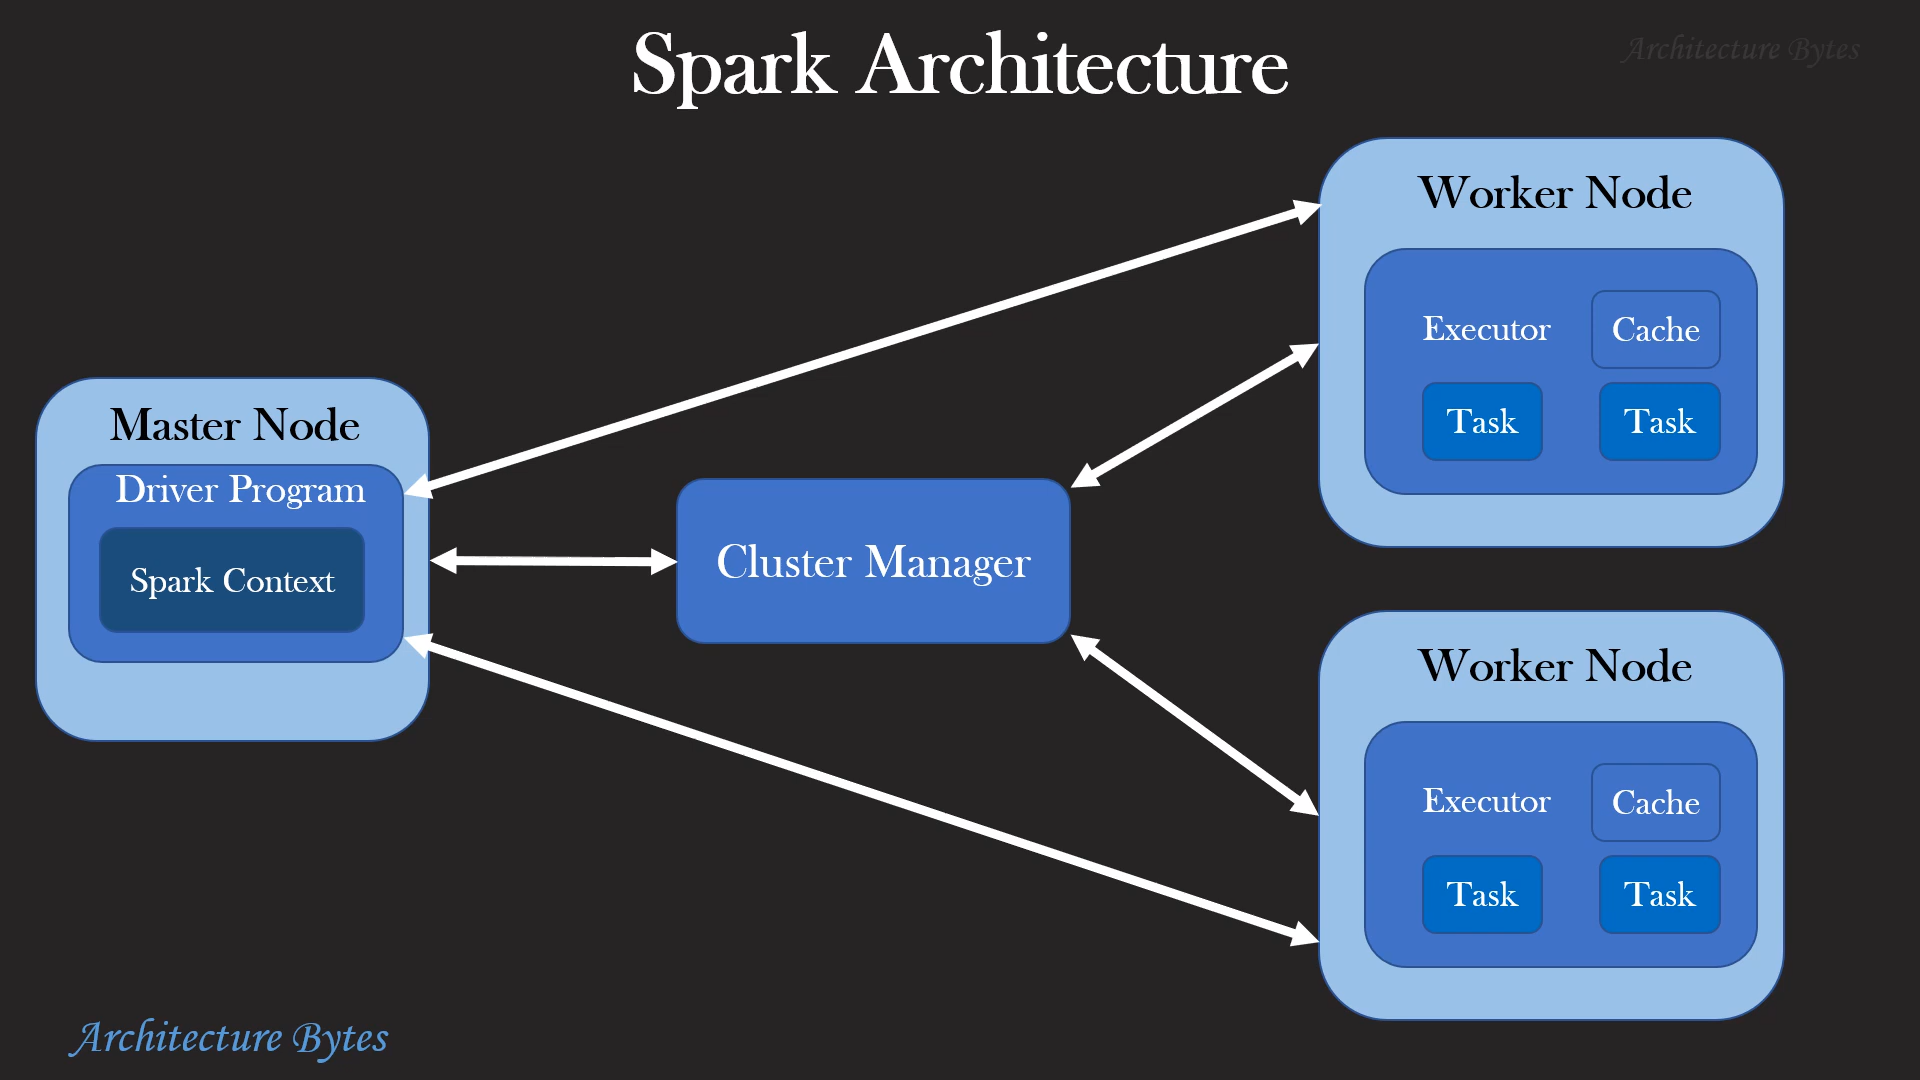 Spark Architecture
Architecture Bytes
Master Node
Driver Program
Spark Context
Cluster Manager
Worker Node
Executor
Cache
Task
Task
Worker Node
Executor
Cache
Task
Task
Architecture Bytes